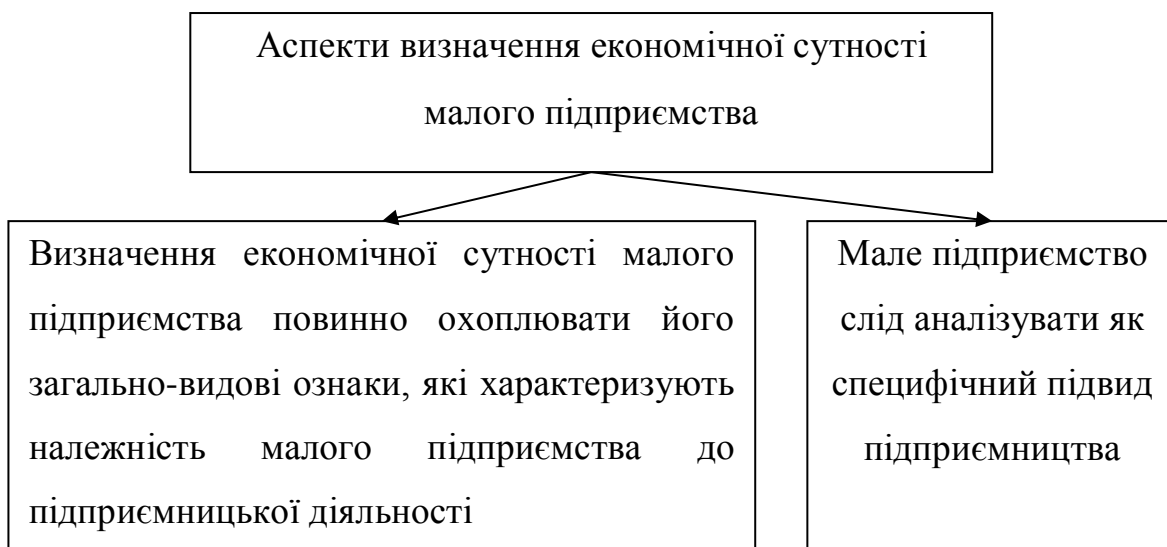 Аспекти визначення економічної сутності
малого підприємства
Визначення економічної сутності малого
підприємства повинно охоплювати його
загально-видові ознаки, які характеризують
належність малого підприємства до
підприємницької діяльності
Мале підприємство
слід аналізувати як
специфічний підвид
підприємництва